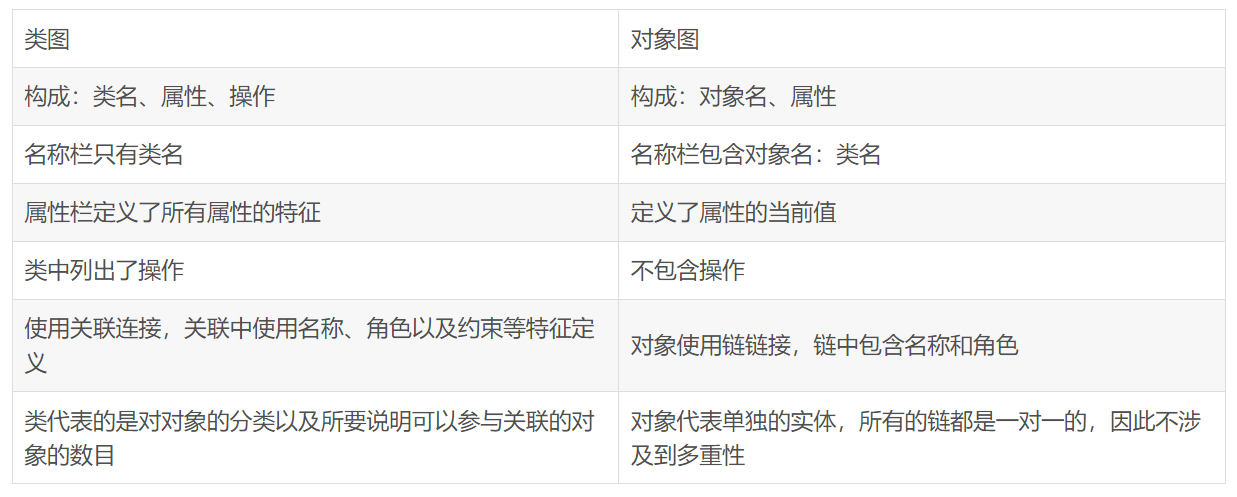 类图
对象图
构成：类名、属性、操作
构成：对象名、属性
名称栏只有类名
名称栏包含对象名：类名
属性栏定义了所有属性的特征
定义了属性的当前值
类中列出了操作
不包含操作
使用关联连接，关联中使用名称、角色以及约束等特征定
义
对象使用链链接，链中包含名称和角色
类代表的是对对象的分类以及所要说明可以参与关联的对
象的数目
对象代表单独的实体，所有的链都是一对一的，因此不涉
及到多重性